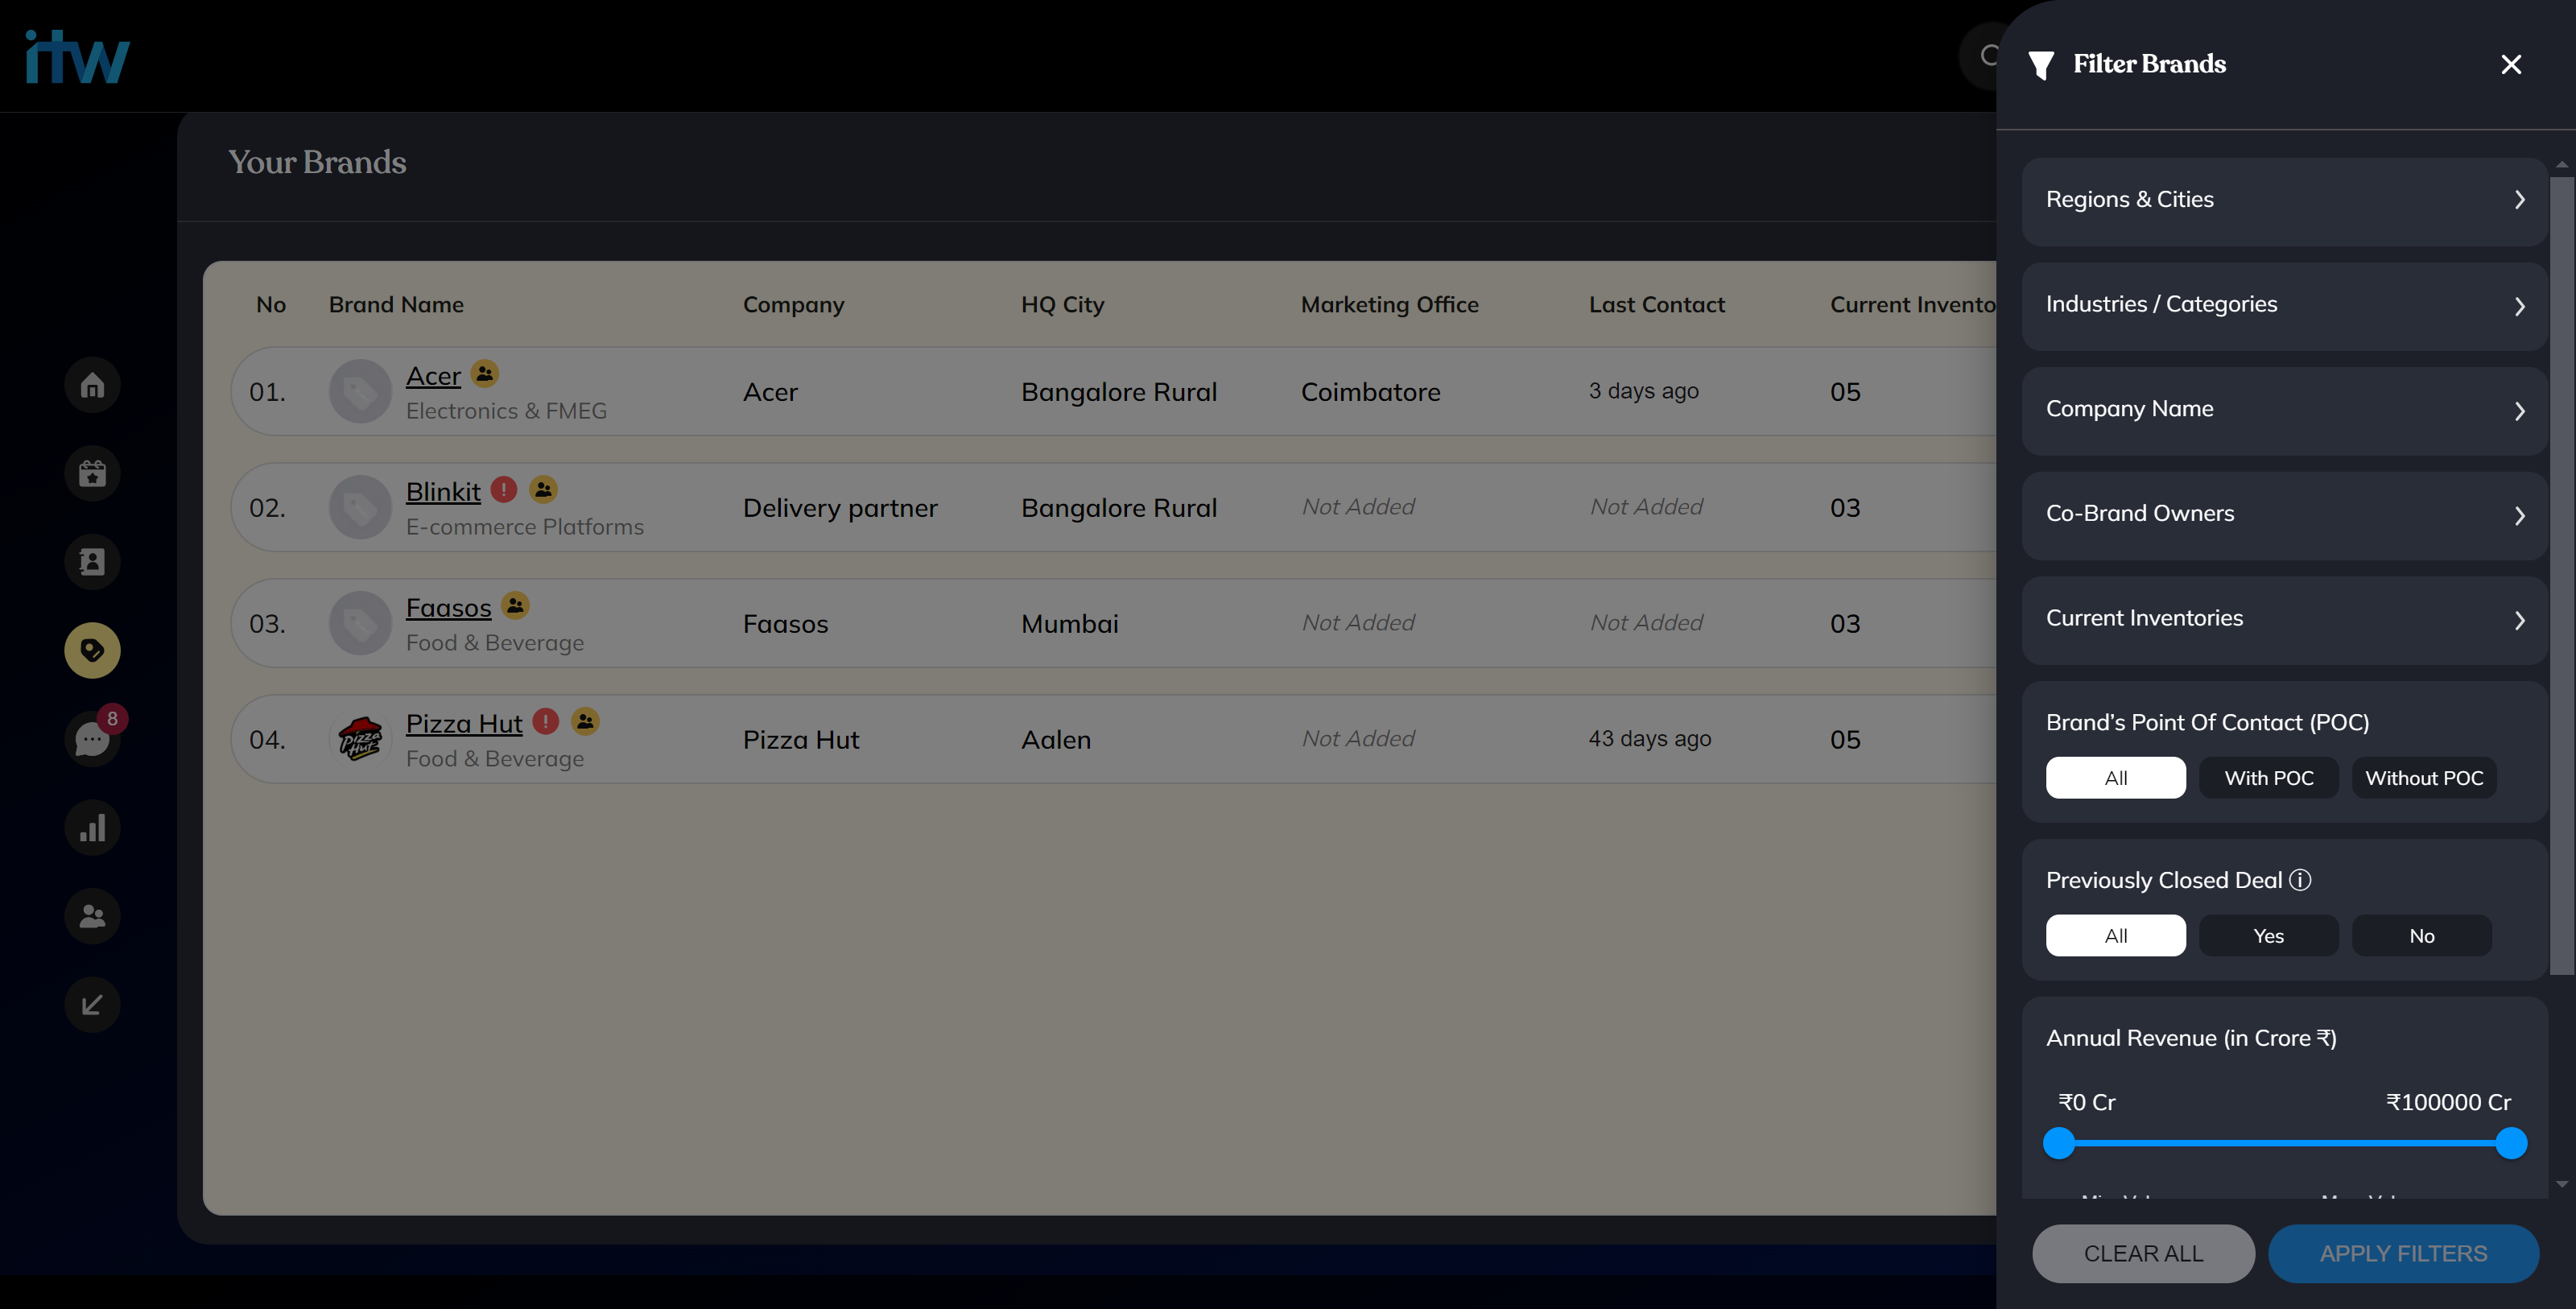 itw
Filter Brands
Your Brands
Regions & Cities
Industries / Categories
Company Name
Co-Brand Owners
Current Inventories
Brand's Point Of Contact (POC)
All With POC Without POC
Previously Closed Deal
All Yes No
Annual Revenue (in Crore ₹)
₹0 Cr ₹100000 Cr
CLEAR ALL APPLY FILTERS
No Brand Name Company HQ City Marketing Office Last Contact Current Invento
01. Acer Acer Bangalore Rural Coimbatore 3 days ago 05
Electronics & FMEG
02. Blinkit Delivery partner Bangalore Rural Not Added Not Added 03
E-commerce Platforms
03. Faasos Faasos Mumbai Not Added Not Added 03
Food & Beverage
04. Pizza Hut Pizza Hut Aalen Not Added 43 days ago 05
Food & Beverage
Pizza
Hut
8